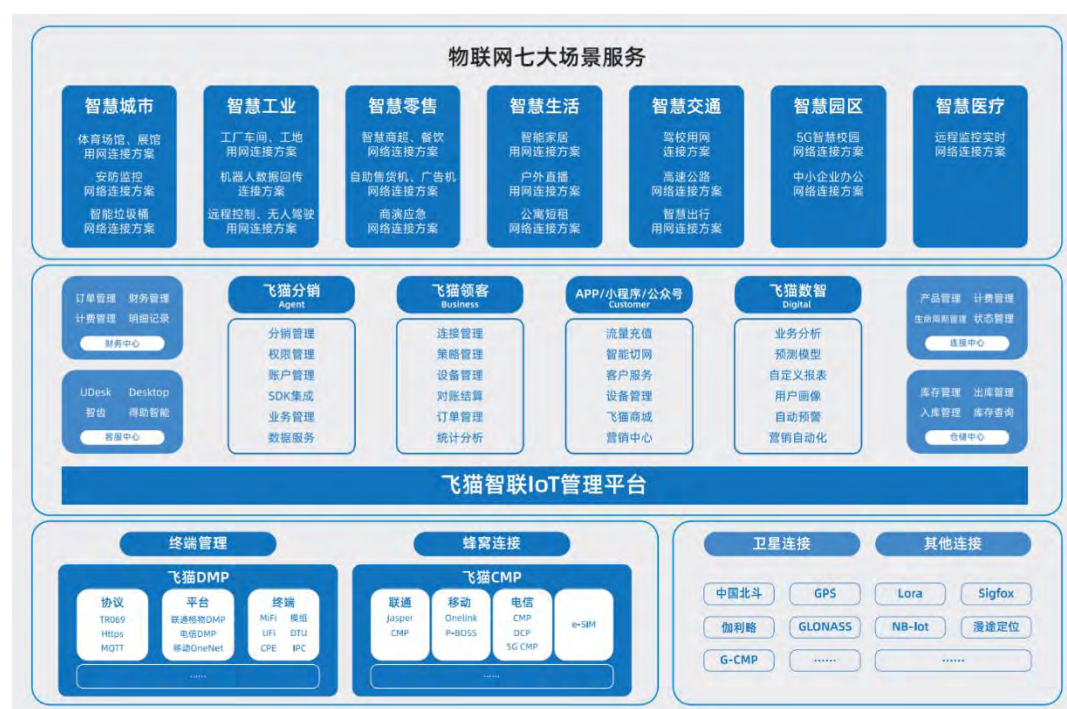 物联网七大场景服务
智慧城市
体育场馆、展馆
用网连接方案
安防监控
网络连接方案
智能垃圾桶
网络连接方案
智慧工业
工厂车间、工地
用网连接方案
机器人数据回传
连接方案
远程控制、无人驾驶
用网连接方案
智慧零售
智慧商超、餐饮
网络连接方案
自助售货机、广告机
网络连接方案
商演应急
网络连接方案
智慧生活
智能家居
用网连接方案
户外直播
用网连接方案
公寓短租
网络连接方案
智慧交通
驾校用网
连接方案
高速公路
网络连接方案
智慧出行
用网连接方案
智慧园区
5G智慧校园
网络连接方案
中小企业办公
网络连接方案
智慧医疗
远程监控实时
网络连接方案
订单管理 财务管理
计费管理 明细记录
财务中心
UDesk Desktop
智齿 得助智能
客服中心
飞猫分销
Agent
分销管理
权限管理
账户管理
SDK集成
业务管理
数据服务
飞猫领客
Business
连接管理
策略管理
设备管理
对账结算
订单管理
统计分析
APP/小程序/公众号
Customer
流量充值
智能切网
客户服务
设备管理
飞猫商城
营销中心
飞猫数智
Digital
业务分析
预测模型
自定义报表
用户画像
自动预警
营销自动化
产品管理 计费管理
生命周期管理 状态管理
连接中心
库存管理 出库管理
入库管理 库存查询
仓储中心
飞猫智联IoT管理平台
终端管理
飞猫DMP
协议
TR069
Https
MQTT
平台
联通格物DMP
电信DMP
移动OneNet
终端
MiFi 模组
UFi DTU
CPE IPC
……
蜂窝连接
飞猫CMP
联通
Jasper
CMP
移动
Onelink
P-BOSS
电信
CMP
DCP
5G CMP
e-SIM
……
卫星连接
中国北斗 GPS
伽利略 GLONASS
G-CMP ……
其他连接
Lora Sigfox
NB-Iot 漫途定位
……